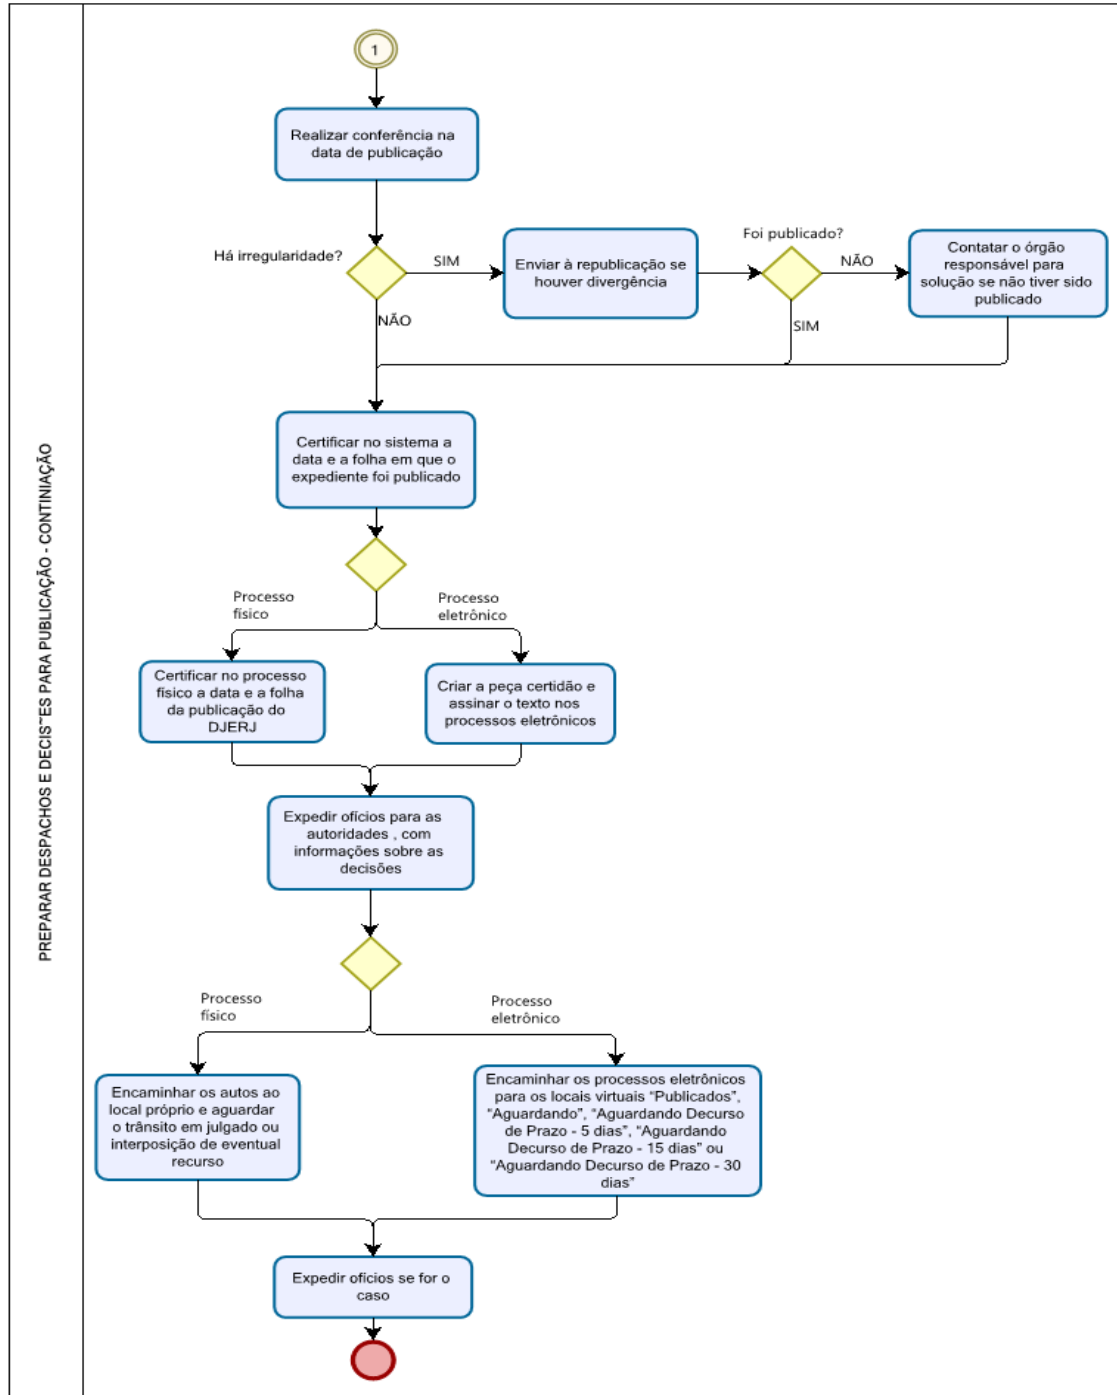 PREPARAR DESPACHOS E DECIS˜ES PARA PUBLICAÇÃO - CONTINIAÇÃO
1
Realizar conferência na
data de publicação
Há irregularidade?
SIM
NÃO
Enviar à republicação se
houver divergência
Foi publicado?
NÃO
SIM
Contatar o órgão
responsável para
solução se não tiver sido
publicado
Certificar no sistema a
data e a folha em que o
expediente foi publicado
Processo
físico
Processo
eletrônico
Certificar no processo
físico a data e a folha
da publicação do
DJERJ
Criar a peça certidão e
assinar o texto nos
processos eletrônicos
Expedir ofícios para as
autoridades , com
informações sobre as
decisões
Processo
físico
Processo
eletrônico
Encaminhar os autos ao
local próprio e aguardar
o trânsito em julgado ou
interposição de eventual
recurso
Encaminhar os processos eletrônicos
para os locais virtuais “Publicados”,
“Aguardando”, “Aguardando Decurso
de Prazo - 5 dias”, “Aguardando
Decurso de Prazo - 15 dias” ou
“Aguardando Decurso de Prazo - 30
dias”
Expedir ofícios se for o
caso